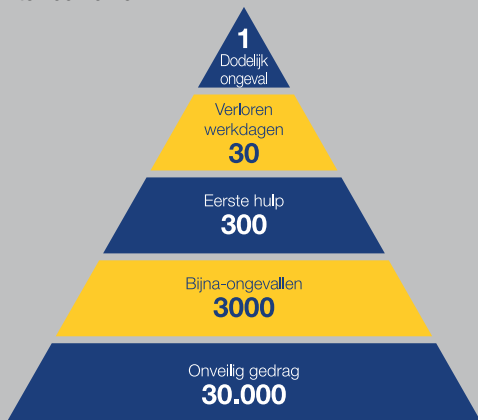 1
Dodelijk
ongeval
Verloren
werkdagen
30
Eerste hulp
300
Bijna-ongevallen
3000
Onveilig gedrag
30.000